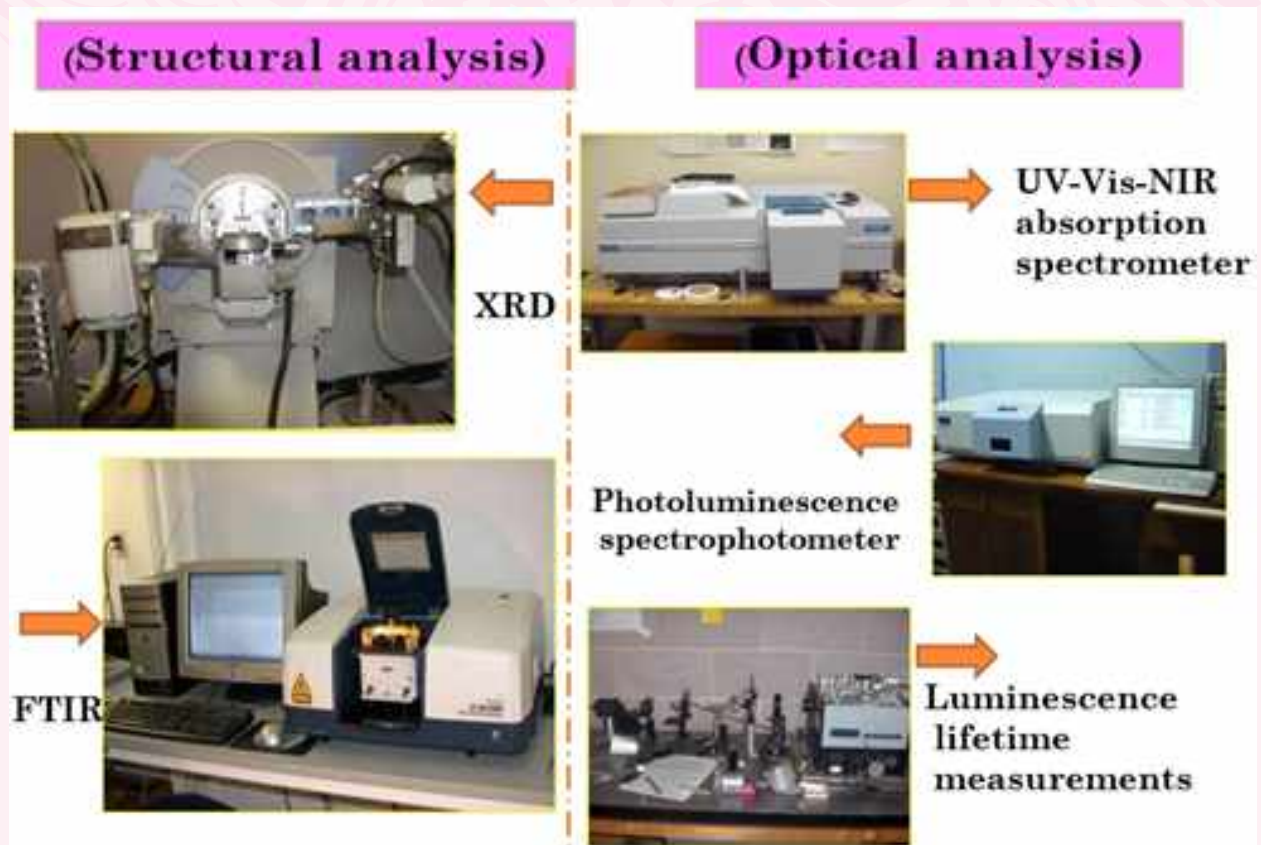 (Structural analysis)
XRD
FTIR
(Optical analysis)
UV-Vis-NIR
absorption
spectrometer
Photoluminescence
spectrophotometer
Luminescence
lifetime
measurements